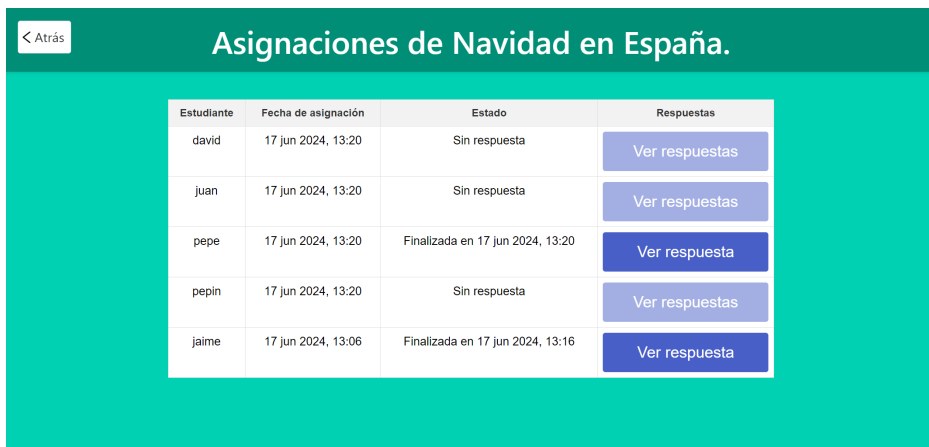 Atrás
Asignaciones de Navidad en España.
Estudiante Fecha de asignación Estado Respuestas
david 17 jun 2024, 13:20 Sin respuesta Ver respuestas
juan 17 jun 2024, 13:20 Sin respuesta Ver respuestas
pepe 17 jun 2024, 13:20 Finalizada en 17 jun 2024, 13:20 Ver respuesta
pepin 17 jun 2024, 13:20 Sin respuesta Ver respuestas
jaime 17 jun 2024, 13:06 Finalizada en 17 jun 2024, 13:16 Ver respuesta